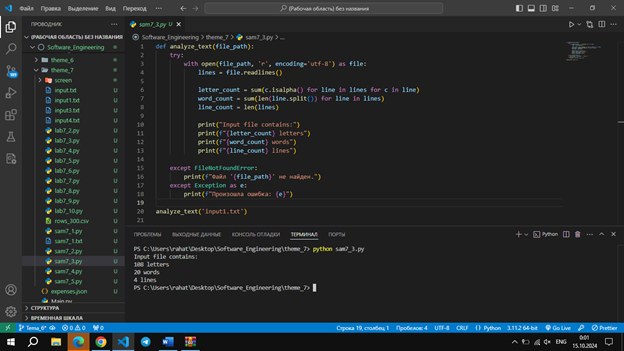 Файл Правка Выделение Вид Переход ...
(Рабочая область) без названия
ПРОВОДНИК ...
sam7_3.py U
(РАБОЧАЯ ОБЛАСТЬ) БЕЗ НАЗВАНИЯ
Software_Engineering
theme_6
theme_7
screen
input.txt U
input1.txt U
input3.txt U
input4.txt U
lab7_2.py U
lab7_3.py U
lab7_4.py U
lab7_5.py U
lab7_6.py U
lab7_7.py U
lab7_8.py U
lab7_9.py U
lab7_10.py U
rows_300.csv U
sam7_1.py U
sam7_1.txt U
sam7_2.py U
sam7_3.py U
sam7_4.py U
sam7_5.py U
expenses.json U
Main.py
СТРУКТУРА
ВРЕМЕННАЯ ШКАЛА
Software_Engineering > theme_7 > sam7_3.py > ...
1 def analyze_text(file_path):
2 try:
3 with open(file_path, 'r', encoding='utf-8') as file:
4 lines = file.readlines()
5
6 letter_count = sum(c.isalpha() for line in lines for c in line)
7 word_count = sum(len(line.split()) for line in lines)
8 line_count = len(lines)
9
10 print("Input file contains:")
11 print(f"{letter_count} letters")
12 print(f"{word_count} words")
13 print(f"{line_count} lines")
14
15 except FileNotFoundError:
16 print(f"Файл '{file_path}' не найден.")
17 except Exception as e:
18 print(f"Произошла ошибка: {e}")
19
20 analyze_text('input1.txt')
21
ПРОБЛЕМЫ ВЫХОДНЫЕ ДАННЫЕ КОНСОЛЬ ОТЛАДКИ ТЕРМИНАЛ ПОРТЫ
Python
PS C:\Users\rahat\Desktop\Software_Engineering\theme_7> python sam7_3.py
Input file contains:
108 letters
20 words
4 lines
PS C:\Users\rahat\Desktop\Software_Engineering\theme_7>
Tema_6* 0 0 0 Строка 19, столбец 1 Пробелов: 4 UTF-8 CRLF Python 3.11.2 64-bit Go Live Prettier
ENG 0:01
15.10.2024